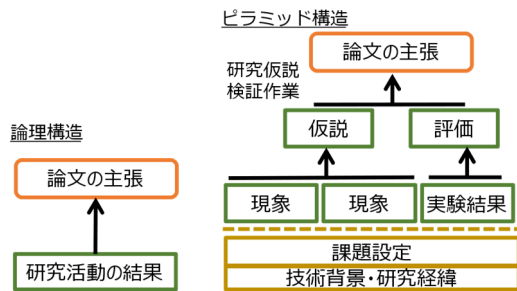 ピラミッド構造
論文の主張
研究仮説
検証作業
仮説
評価
現象
現象
実験結果
課題設定
技術背景・研究経緯
論理構造
論文の主張
研究活動の結果